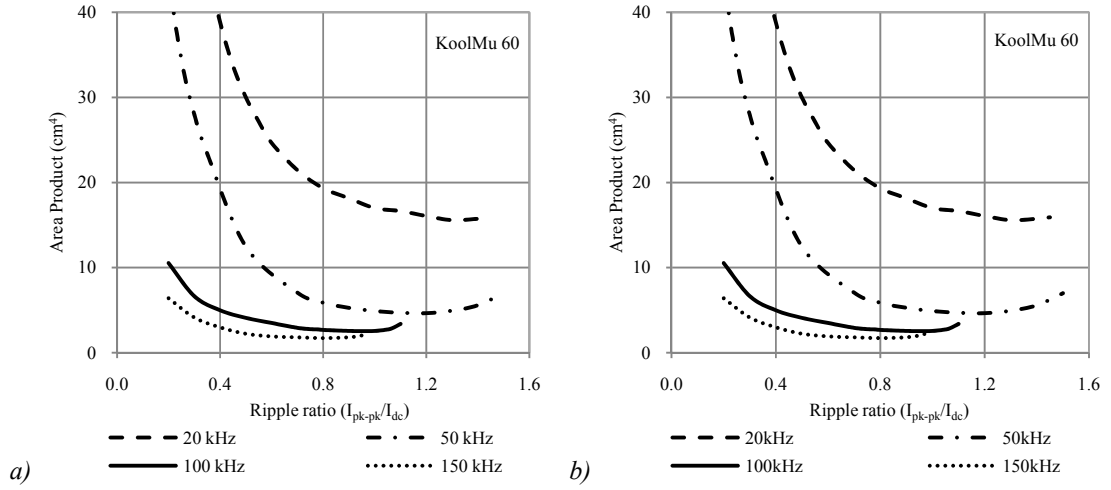 KoolMu 60
Area Product (cm⁴)
40
30
20
10
0
0.0 0.4 0.8 1.2 1.6
Ripple ratio (Ipk-pk/Idc)
20 kHz 50 kHz
100 kHz 150 kHz
a)
KoolMu 60
Area Product (cm⁴)
40
30
20
10
0
0.0 0.4 0.8 1.2 1.6
Ripple ratio (Ipk-pk/Idc)
20kHz 50kHz
100kHz 150kHz
b)